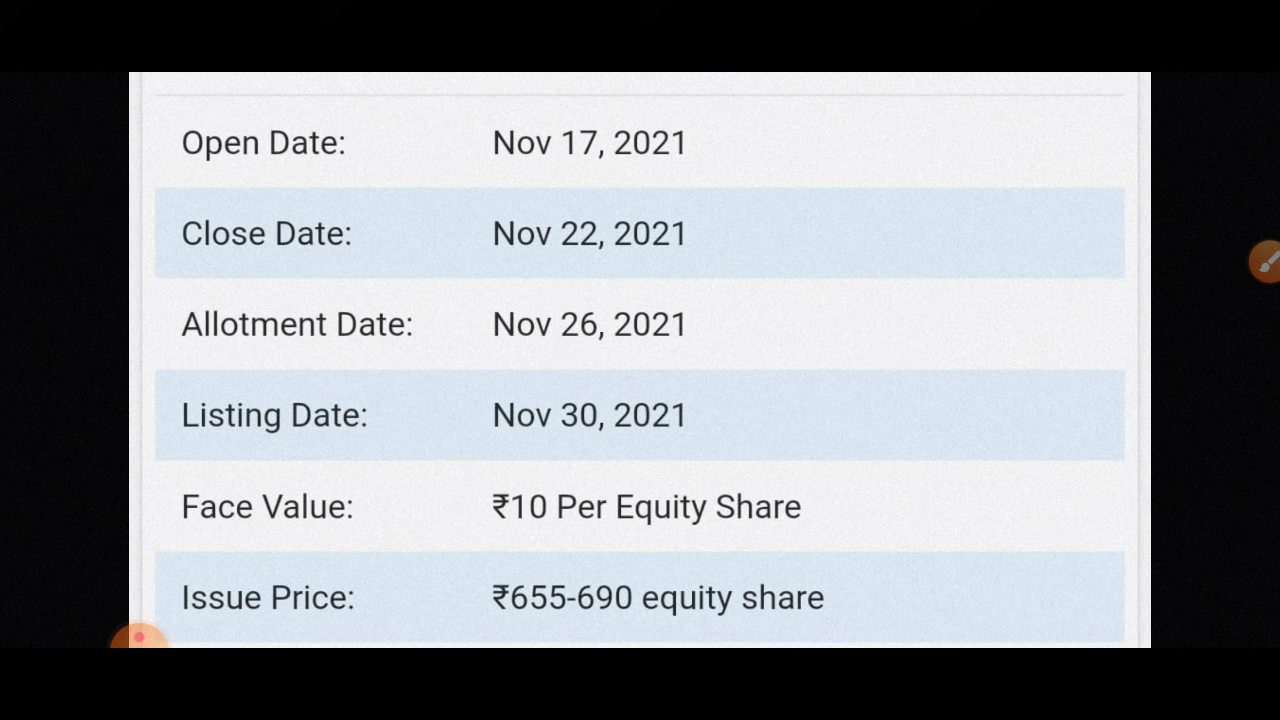 Open Date: Nov 17, 2021
Close Date: Nov 22, 2021
Allotment Date: Nov 26, 2021
Listing Date: Nov 30, 2021
Face Value: ₹10 Per Equity Share
Issue Price: ₹655-690 equity share